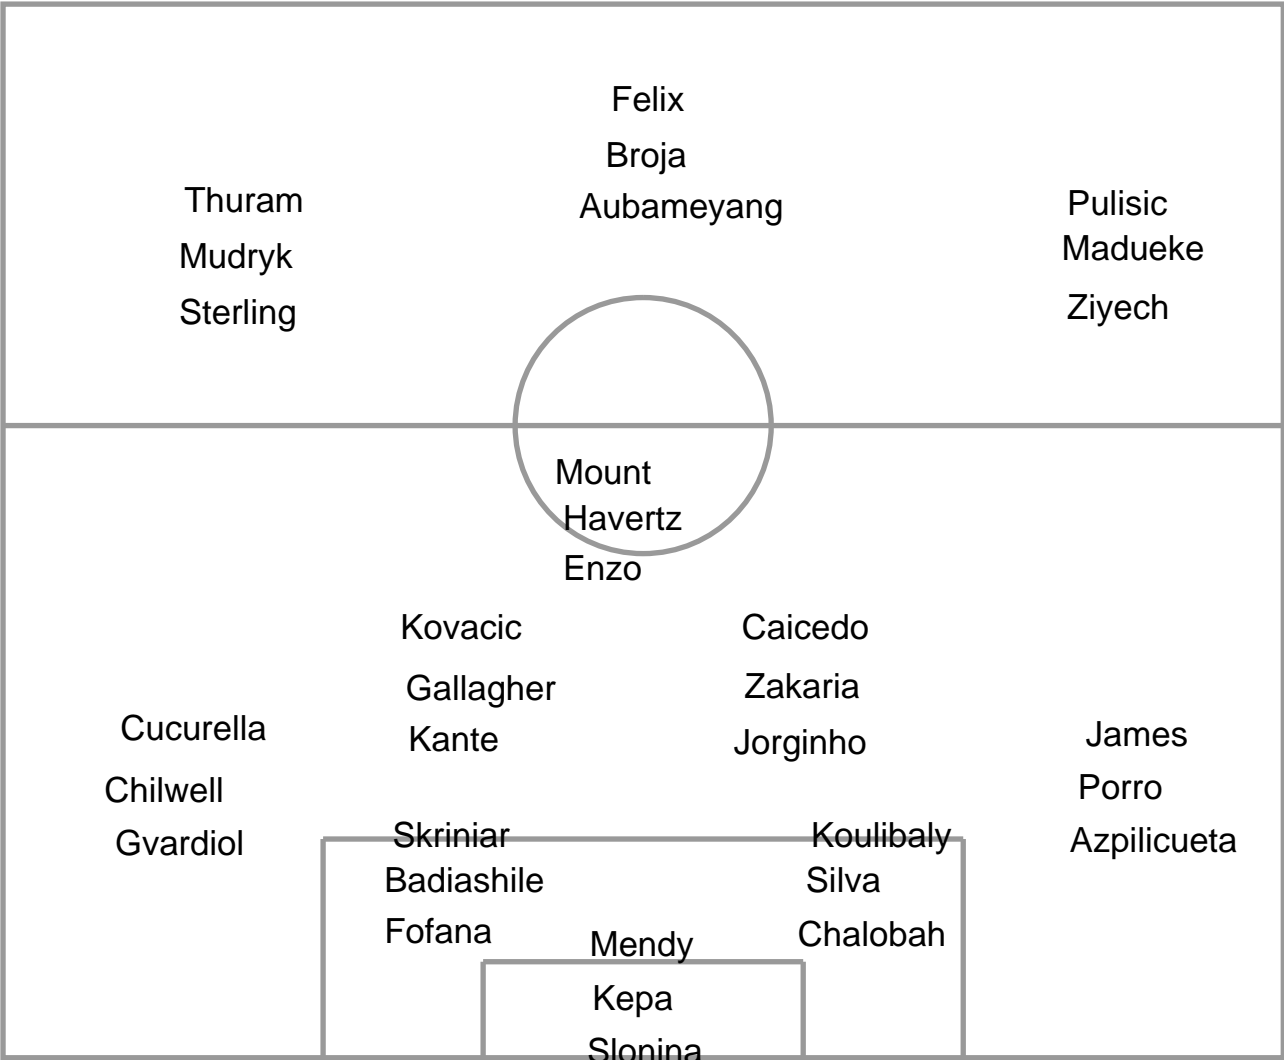 Felix
Broja
Aubameyang
Thuram
Mudryk
Sterling
Pulisic
Madueke
Ziyech
Mount
Havertz
Enzo
Kovacic
Gallagher
Kante
Caicedo
Zakaria
Jorginho
Cucurella
Chilwell
Gvardiol
James
Porro
Azpilicueta
Skriniar
Badiashile
Fofana
Koulibaly
Silva
Chalobah
Mendy
Kepa
Slonina